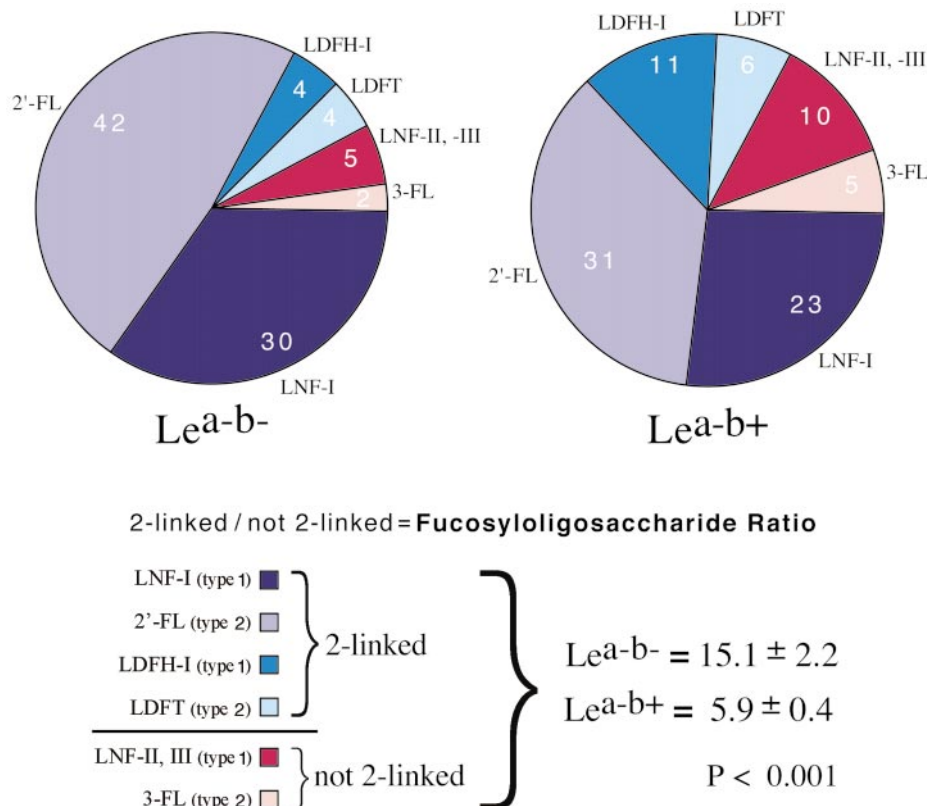 LDFH-I
LDFT
2'-FL
LNF-II, -III
3-FL
LNF-I
42
4
4
5
2
30
Le^a-b-
LDFH-I
LDFT
LNF-II, -III
3-FL
2'-FL
LNF-I
11
6
10
5
31
23
Le^a-b+
2-linked / not 2-linked = Fucosyloligosaccharide Ratio
LNF-I (type 1)
2'-FL (type 2)
LDFH-I (type 1)
LDFT (type 2)
2-linked
LNF-II, III (type 1)
3-FL (type 2)
not 2-linked
Le^a-b- = 15.1 ± 2.2
Le^a-b+ = 5.9 ± 0.4
P < 0.001